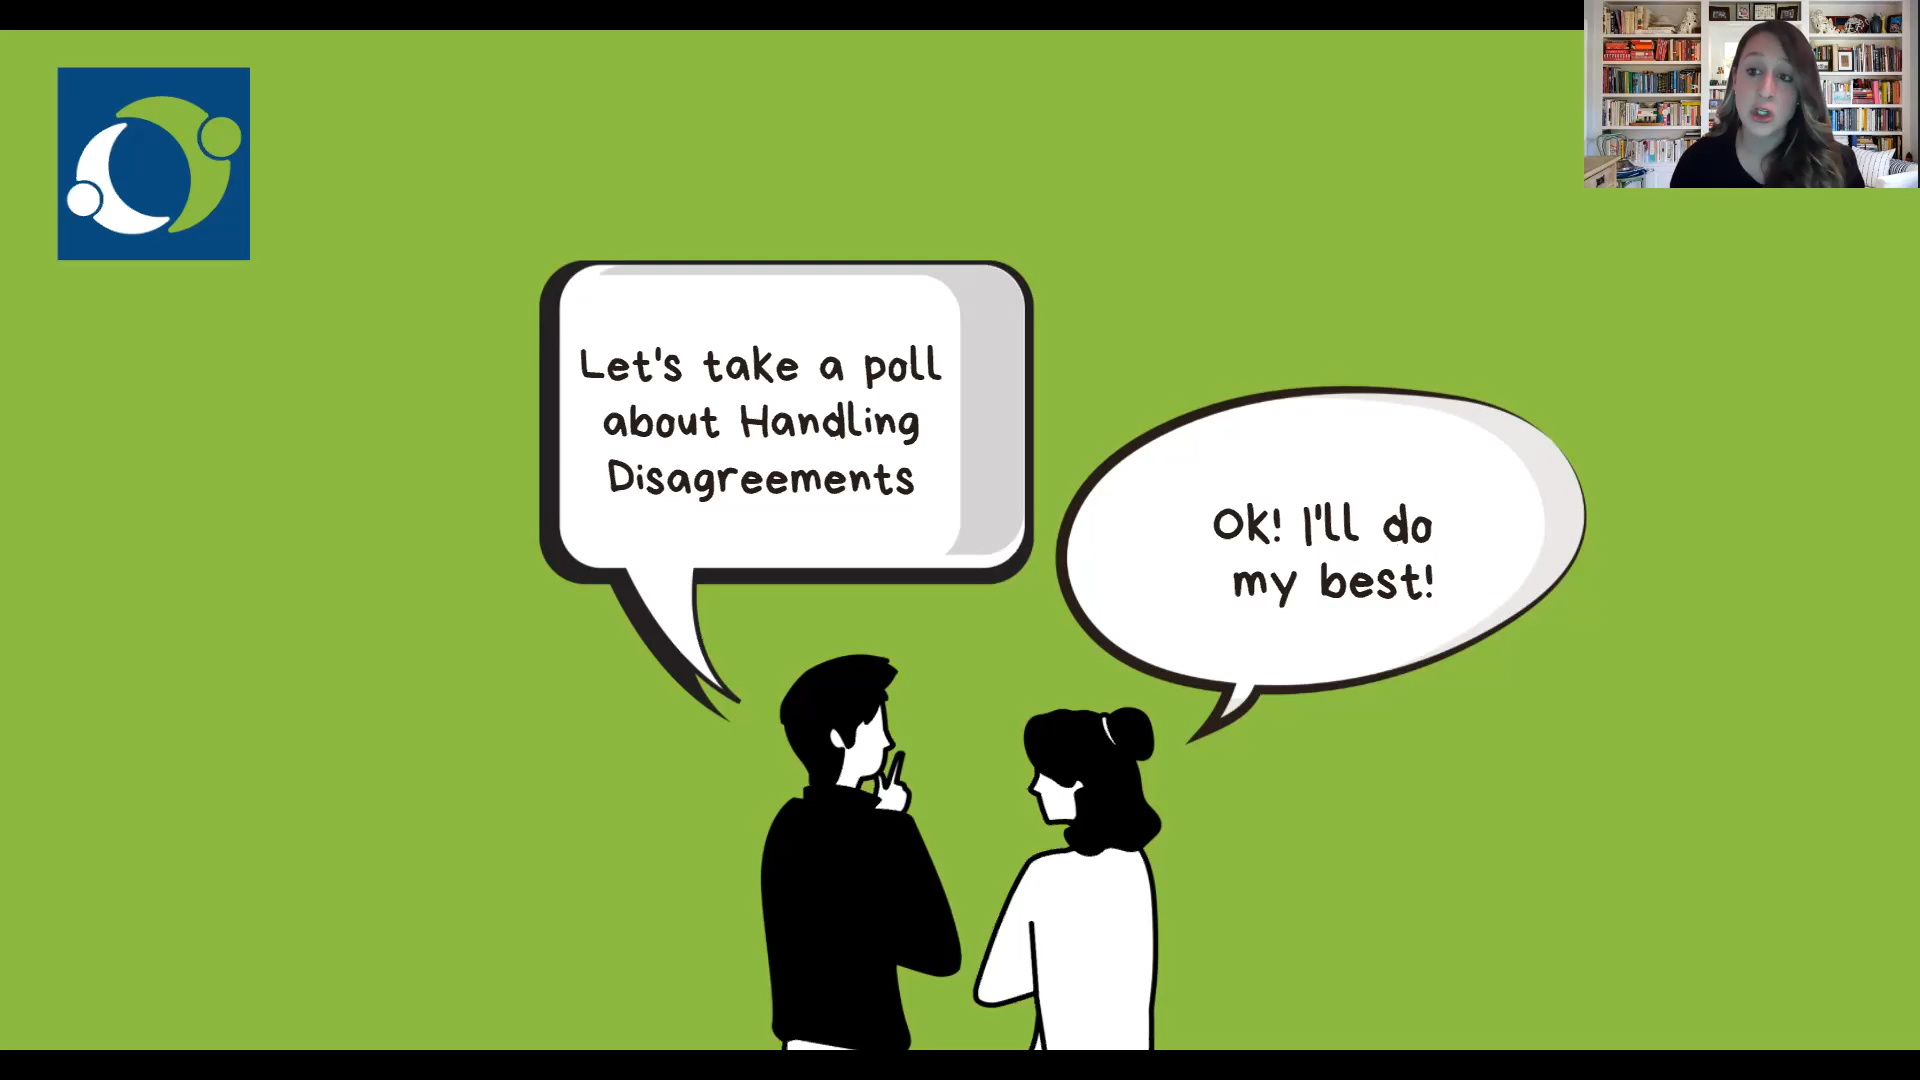 Let's take a poll
about Handling
Disagreements
Ok! I'll do
my best!